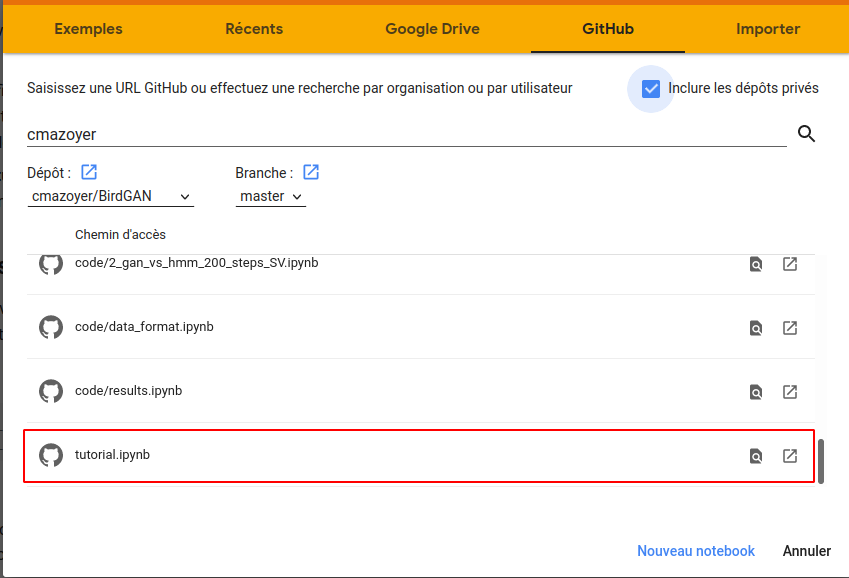 Exemples Récents Google Drive GitHub Importer
Saisissez une URL GitHub ou effectuez une recherche par organisation ou par utilisateur Inclure les dépôts privés
cmazoyer
Dépôt : Branche :
cmazoyer/BirdGAN master
Chemin d'accès
code/2_gan_vs_hmm_200_steps_SV.ipynb
code/data_format.ipynb
code/results.ipynb
tutorial.ipynb
Nouveau notebook Annuler